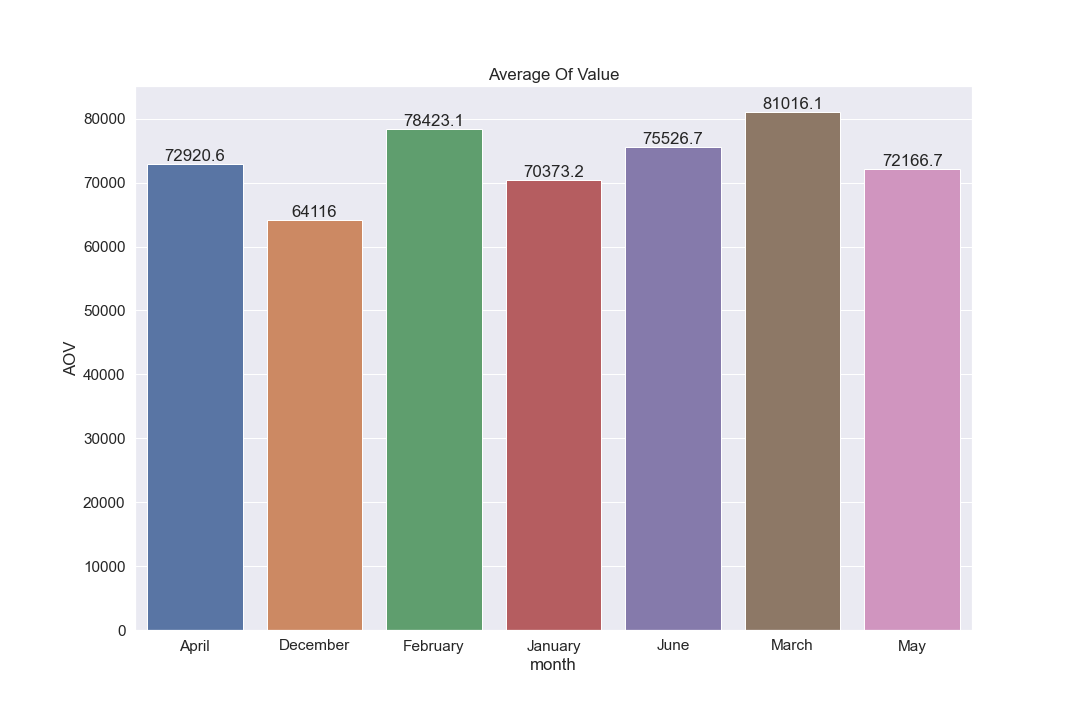 Average Of Value
80000
70000
60000
50000
40000
30000
20000
10000
0
AOV
72920.6
64116
78423.1
70373.2
75526.7
81016.1
72166.7
April
December
February
January
June
March
May
month